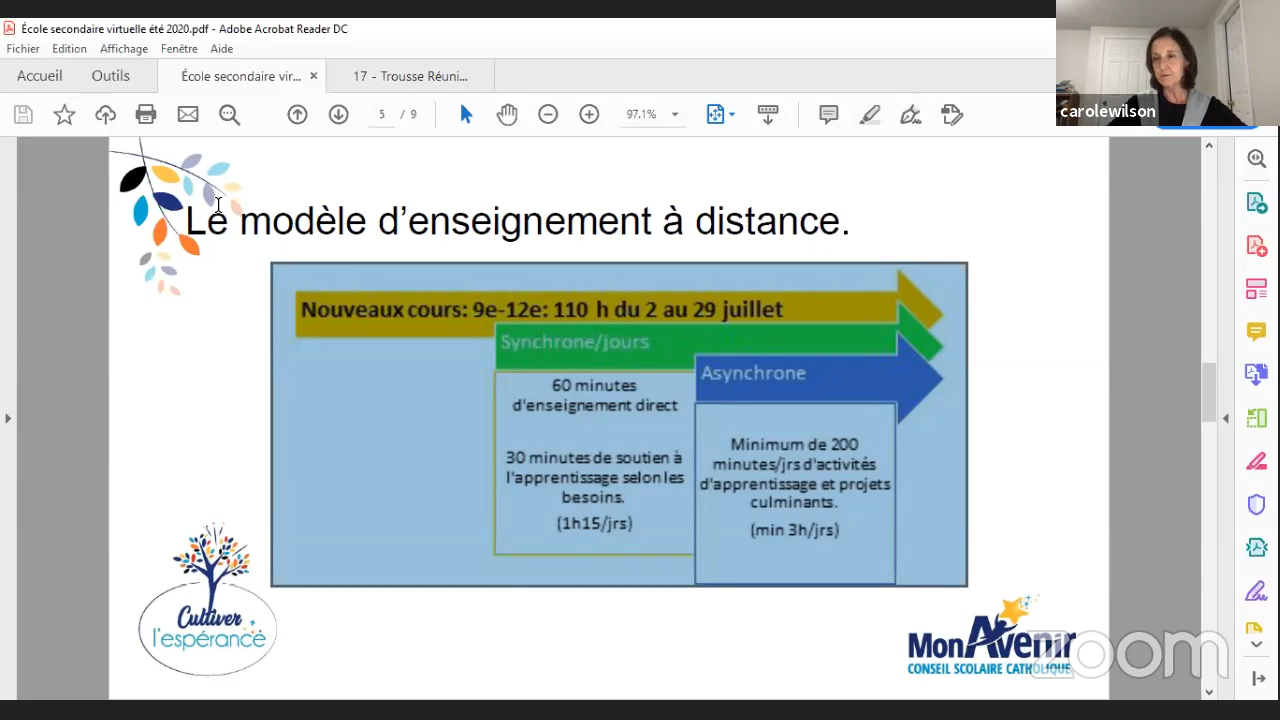 École secondaire virtuelle été 2020.pdf - Adobe Acrobat Reader DC
Fichier Edition Affichage Fenêtre Aide
Accueil Outils École secondaire vir... × 17 - Trousse Réuni...
5 / 9 97.1%
carolewilson
Le modèle d'enseignement à distance.
Nouveaux cours: 9e-12e: 110 h du 2 au 29 juillet
Synchrone/jours
60 minutes
d'enseignement direct
30 minutes de soutien à
l'apprentissage selon les
besoins.
(1h15/jrs)
Asynchrone
Minimum de 200
minutes/jrs d'activités
d'apprentissage et projets
culminants.
(min 3h/jrs)
Cultiver
l'espérance
MonAvenir
CONSEIL SCOLAIRE CATHOLIQUE
zoom